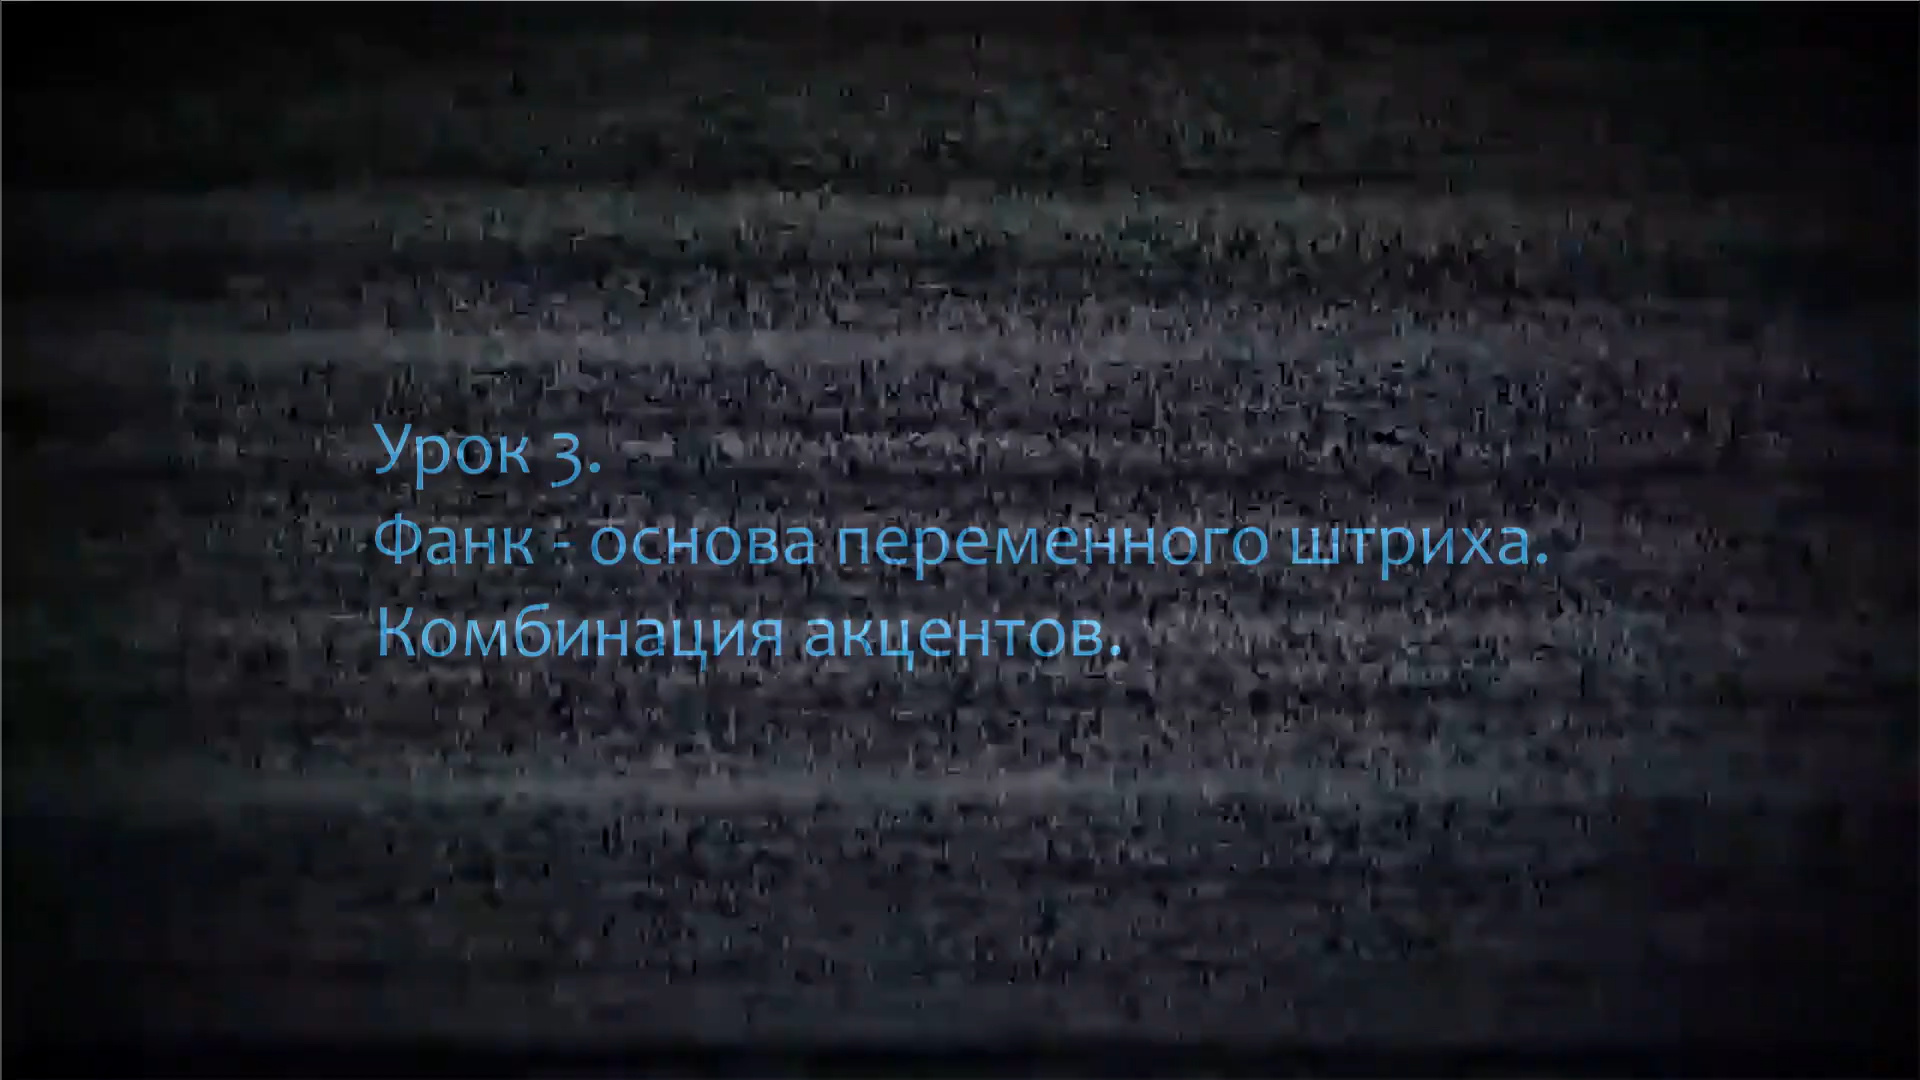 Урок 3.
Фанк - основа переменного штриха.
Комбинация акцентов.